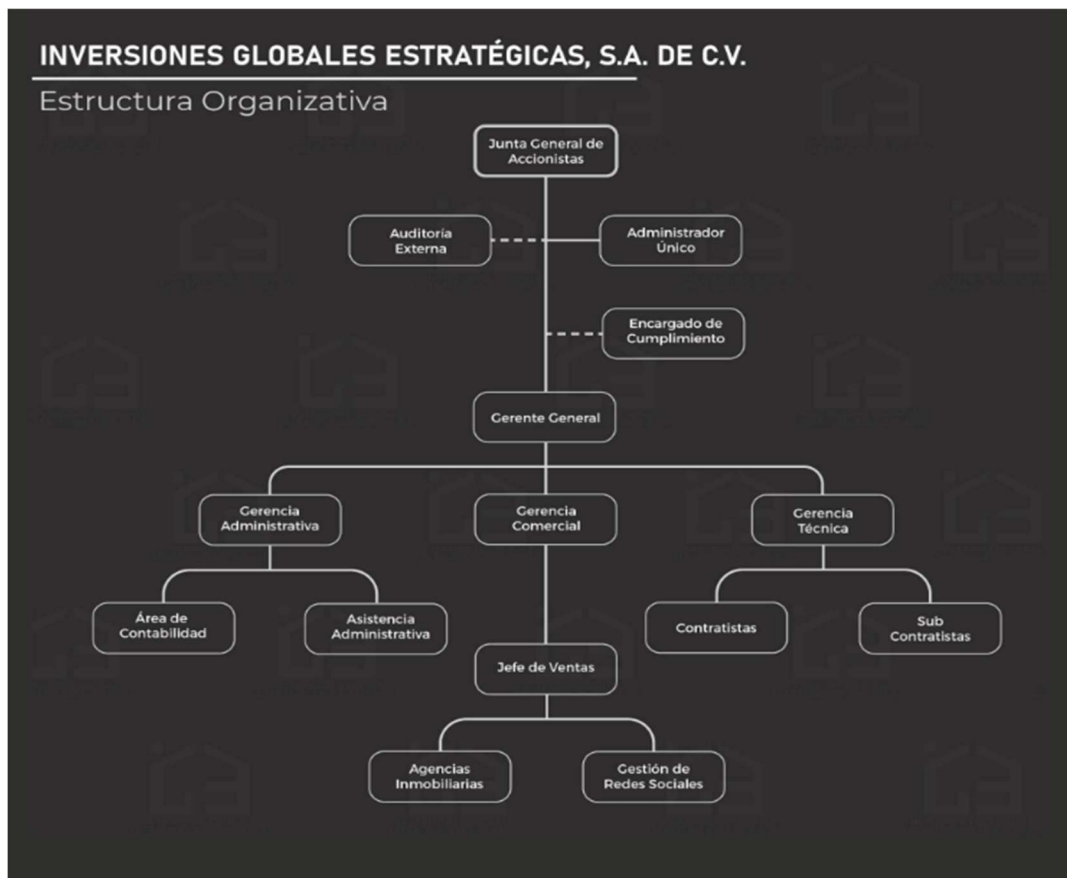 INVERSIONES GLOBALES ESTRATÉGICAS, S.A. DE C.V.
Estructura Organizativa
Junta General de
Accionistas
Auditoría
Externa
Administrador
Único
Encargado de
Cumplimiento
Gerente General
Gerencia
Administrativa
Gerencia
Comercial
Gerencia
Técnica
Área de
Contabilidad
Asistencia
Administrativa
Contratistas
Sub
Contratistas
Jefe de Ventas
Agencias
Inmobiliarias
Gestión de
Redes Sociales